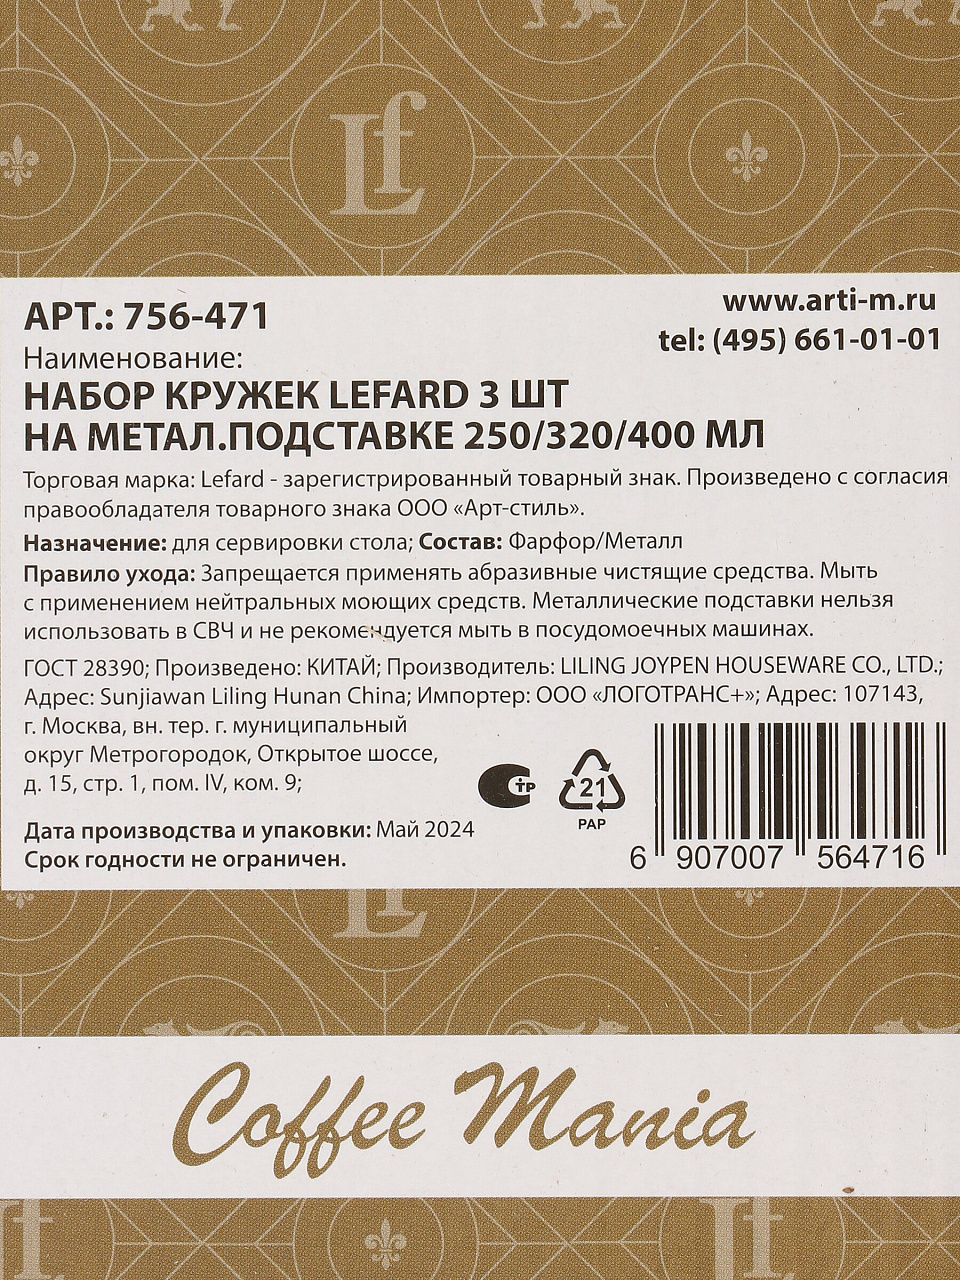 Lf
АРТ.: 756-471
www.arti-m.ru
tel: (495) 661-01-01
Наименование:
НАБОР КРУЖЕК LEFARD 3 ШТ
НА МЕТАЛ.ПОДСТАВКЕ 250/320/400 МЛ
Торговая марка: Lefard - зарегистрированный товарный знак. Произведено с согласия
правообладателя товарного знака ООО «Арт-стиль».
Назначение: для сервировки стола; Состав: Фарфор/Металл
Правило ухода: Запрещается применять абразивные чистящие средства. Мыть
с применением нейтральных моющих средств. Металлические подставки нельзя
использовать в СВЧ и не рекомендуется мыть в посудомоечных машинах.
ГОСТ 28390; Произведено: КИТАЙ; Производитель: LILING JOYPEN HOUSEWARE CO., LTD.;
Адрес: Sunjiawan Liling Hunan China; Импортер: ООО «ЛОГОТРАНС+»; Адрес: 107143,
г. Москва, вн. тер. г. муниципальный
округ Метрогородок, Открытое шоссе,
д. 15, стр. 1, пом. IV, ком. 9;
Дата производства и упаковки: Май 2024
Срок годности не ограничен.
СТР
21
PAP
6 907007 564716
Lf
Coffee Mania
Lf
Lf